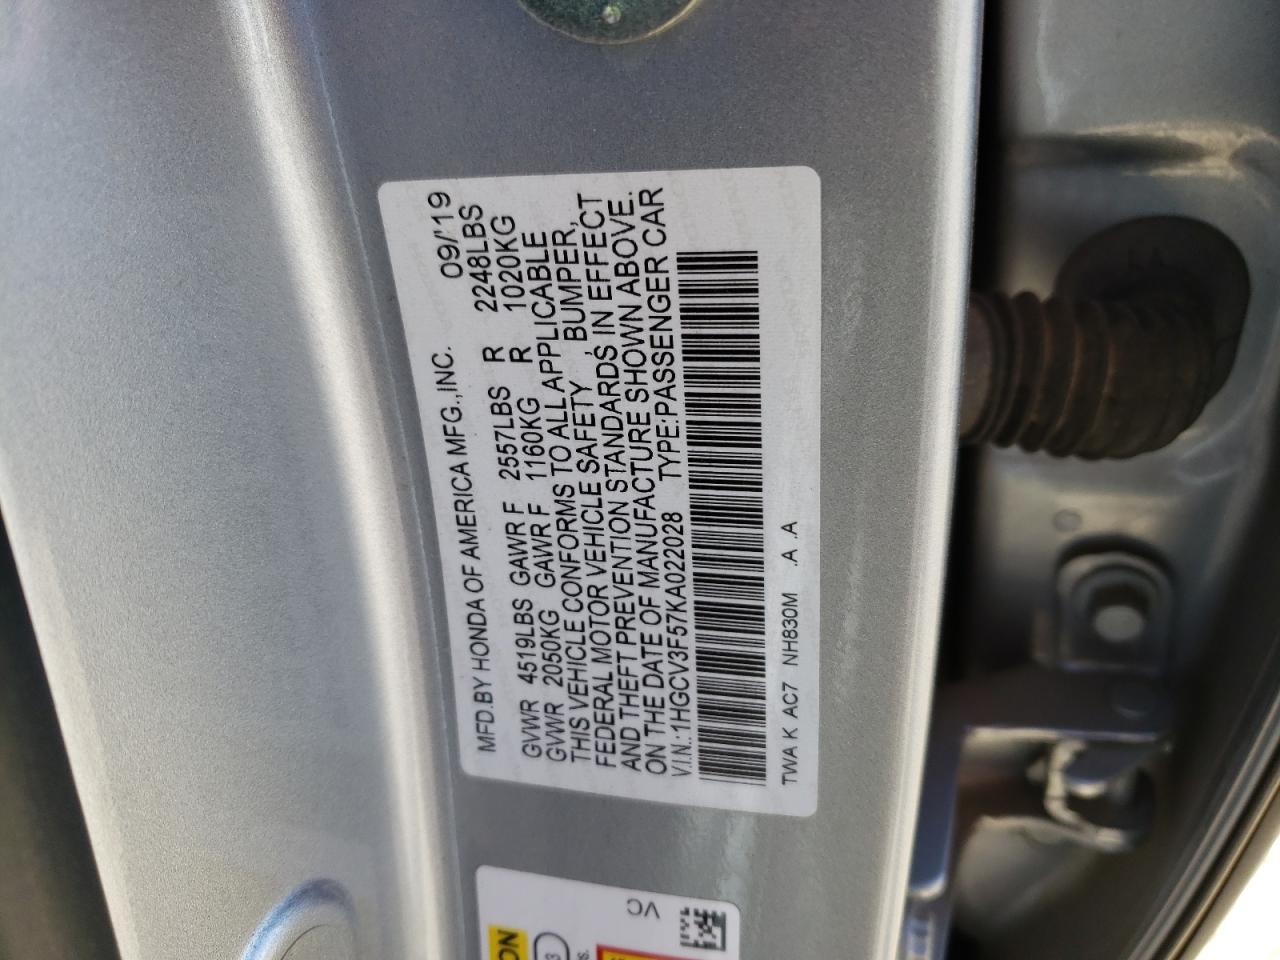 MFD.BY HONDA OF AMERICA MFG.,INC. 09/'19
GVWR 4519LBS GAWR F 2557LBS R 2248LBS
GVWR 2050KG GAWR F 1160KG R 1020KG
THIS VEHICLE CONFORMS TO ALL APPLICABLE
FEDERAL MOTOR VEHICLE SAFETY, BUMPER,
AND THEFT PREVENTION STANDARDS, IN EFFECT
ON THE DATE OF MANUFACTURE SHOWN ABOVE.
V.I.N.:1HGCV3F57KA022028 TYPE:PASSENGER CAR
TWA K AC7 NH830M .A .A
VC
ON
3
s.